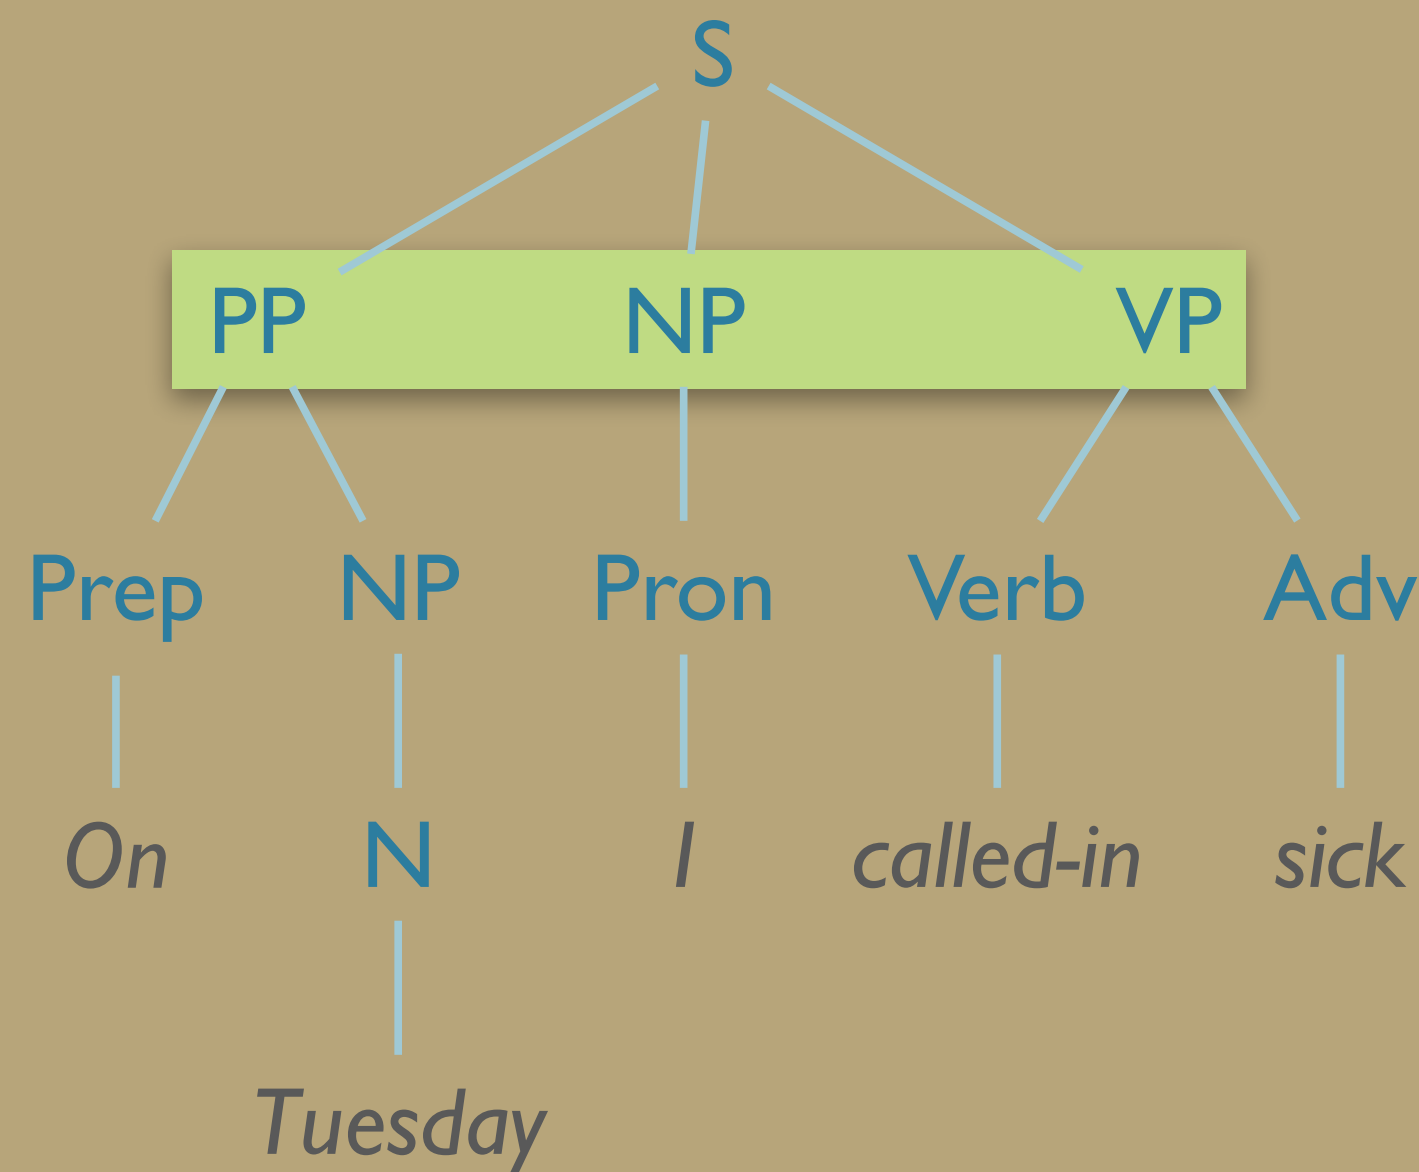 S
PP NP VP
Prep NP Pron Verb Adv
On N I called-in sick
Tuesday